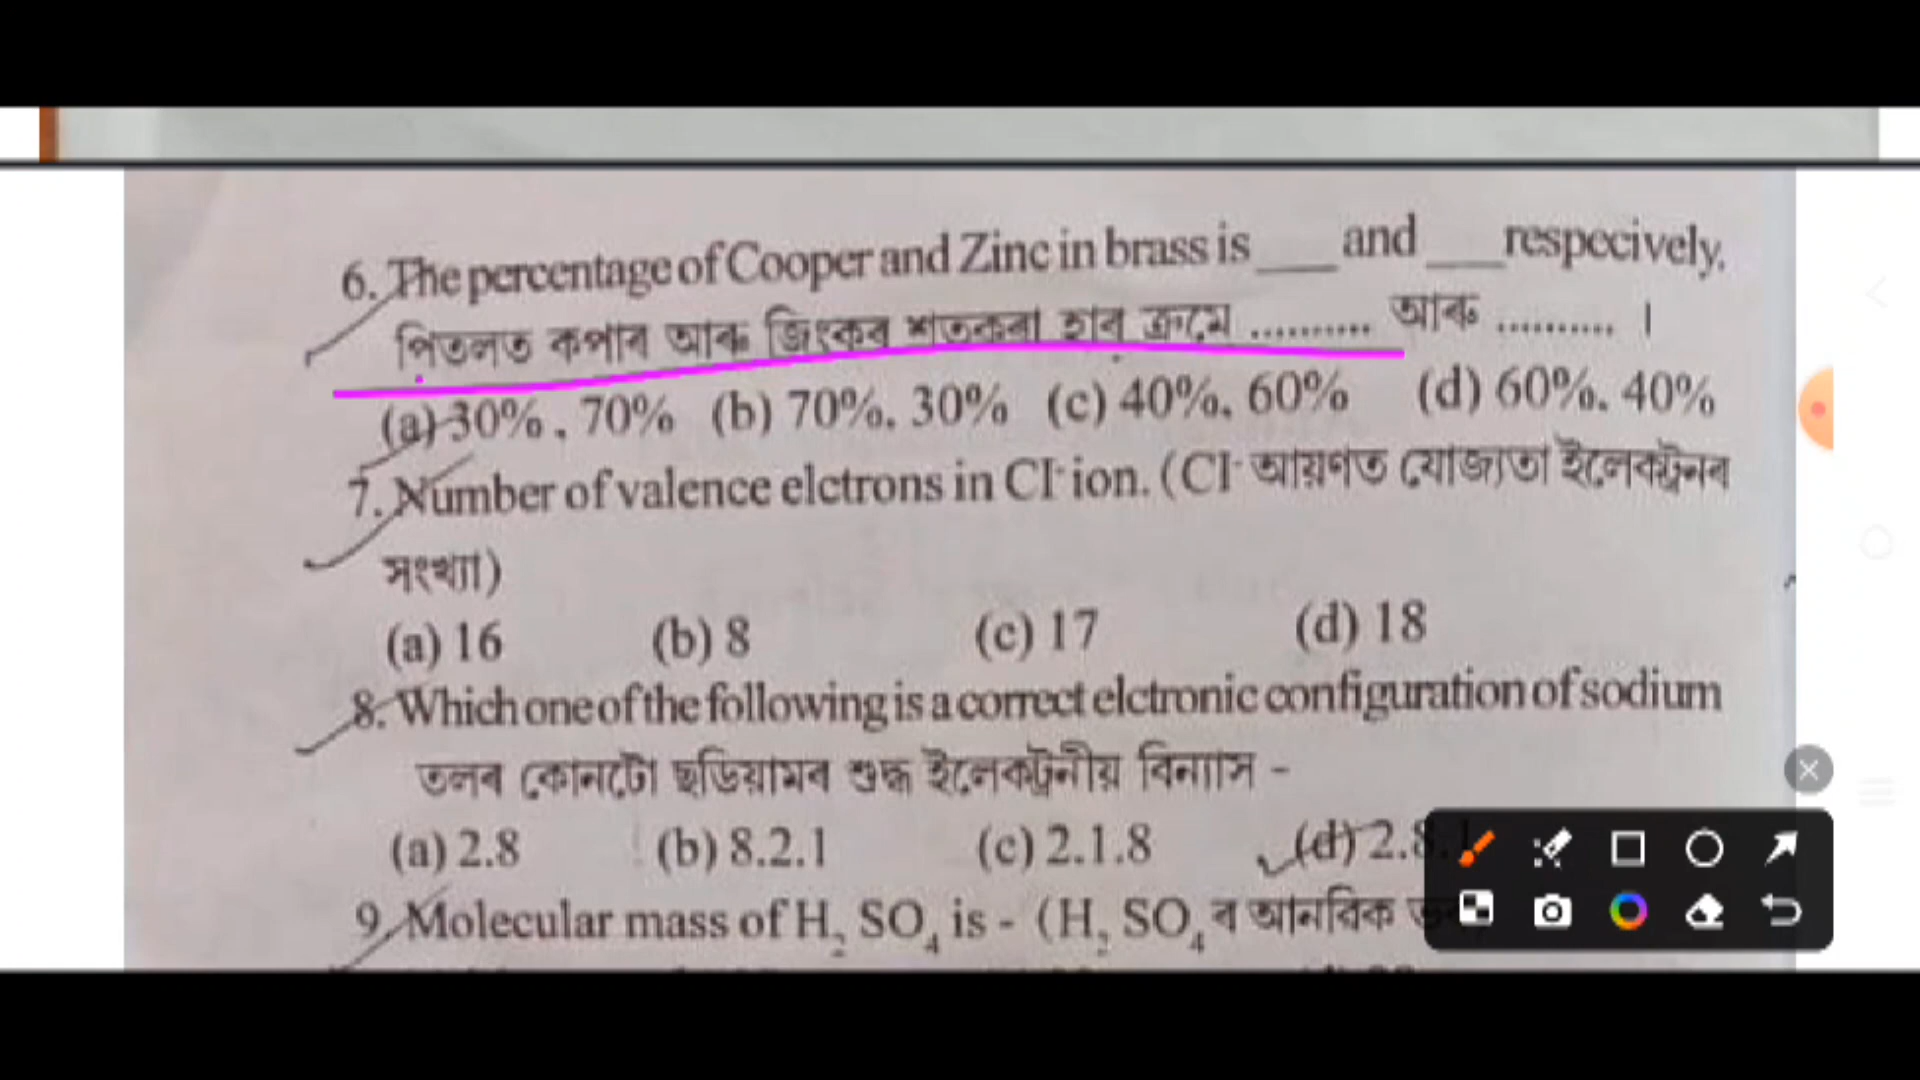 6. The percentage of Cooper and Zinc in brass is ___ and ___ respecively.
পিতলত কপাৰ আৰু জিংকৰ শতকৰা হাৰ ক্ৰমে .......... আৰু .......... ।
(a) 30%, 70% (b) 70%, 30% (c) 40%, 60% (d) 60%, 40%
7. Number of valence elctrons in CI⁻ ion. (CI⁻ আয়ণত যোজ্যতা ইলেকট্ৰনৰ
সংখ্যা)
(a) 16 (b) 8 (c) 17 (d) 18
8. Which one of the following is a correct elctronic configuration of sodium
তলৰ কোনটো ছডিয়ামৰ শুদ্ধ ইলেকট্ৰনীয় বিন্যাস -
(a) 2.8 (b) 8.2.1 (c) 2.1.8 (d) 2.8.1
9. Molecular mass of H₂ SO₄ is - (H₂ SO₄ ৰ আনৱিক